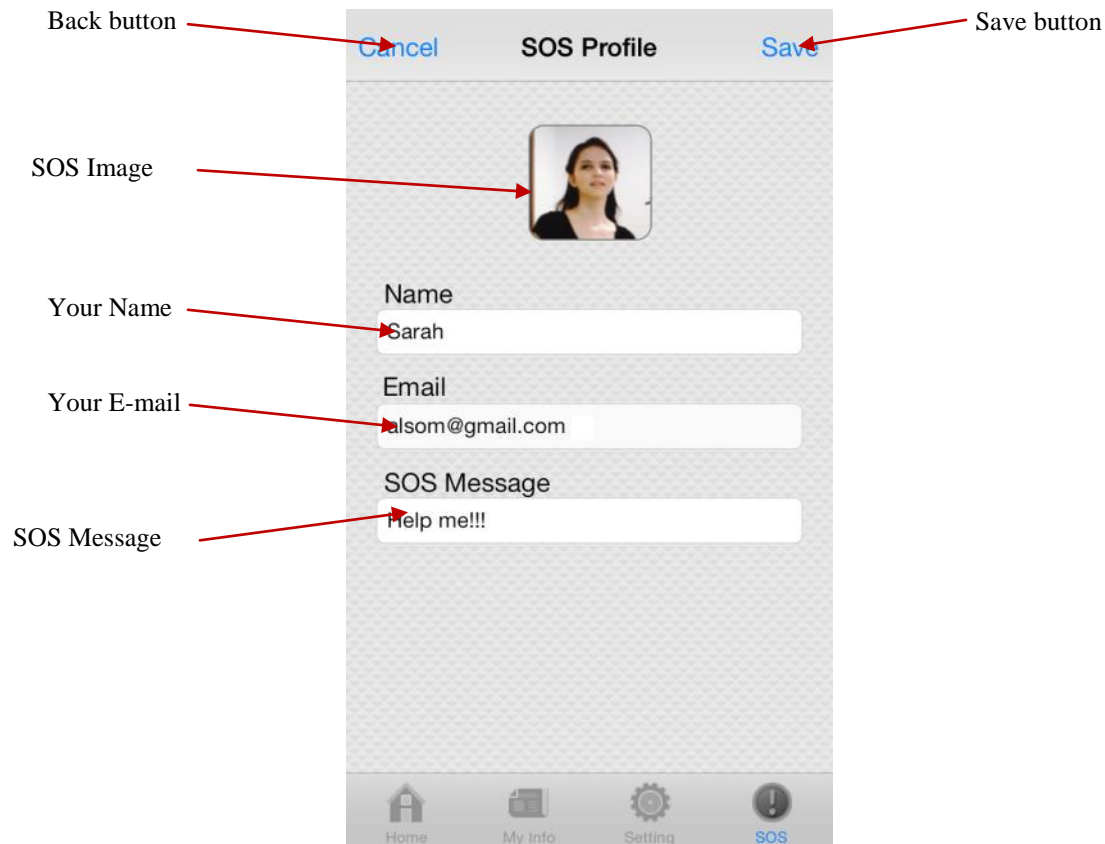 Back button
Save button
Cancel SOS Profile Save
SOS Image
Name
Your Name
Sarah
Email
Your E-mail
alsom@gmail.com
SOS Message
Help me!!!
SOS Message
Home My Info Setting SOS